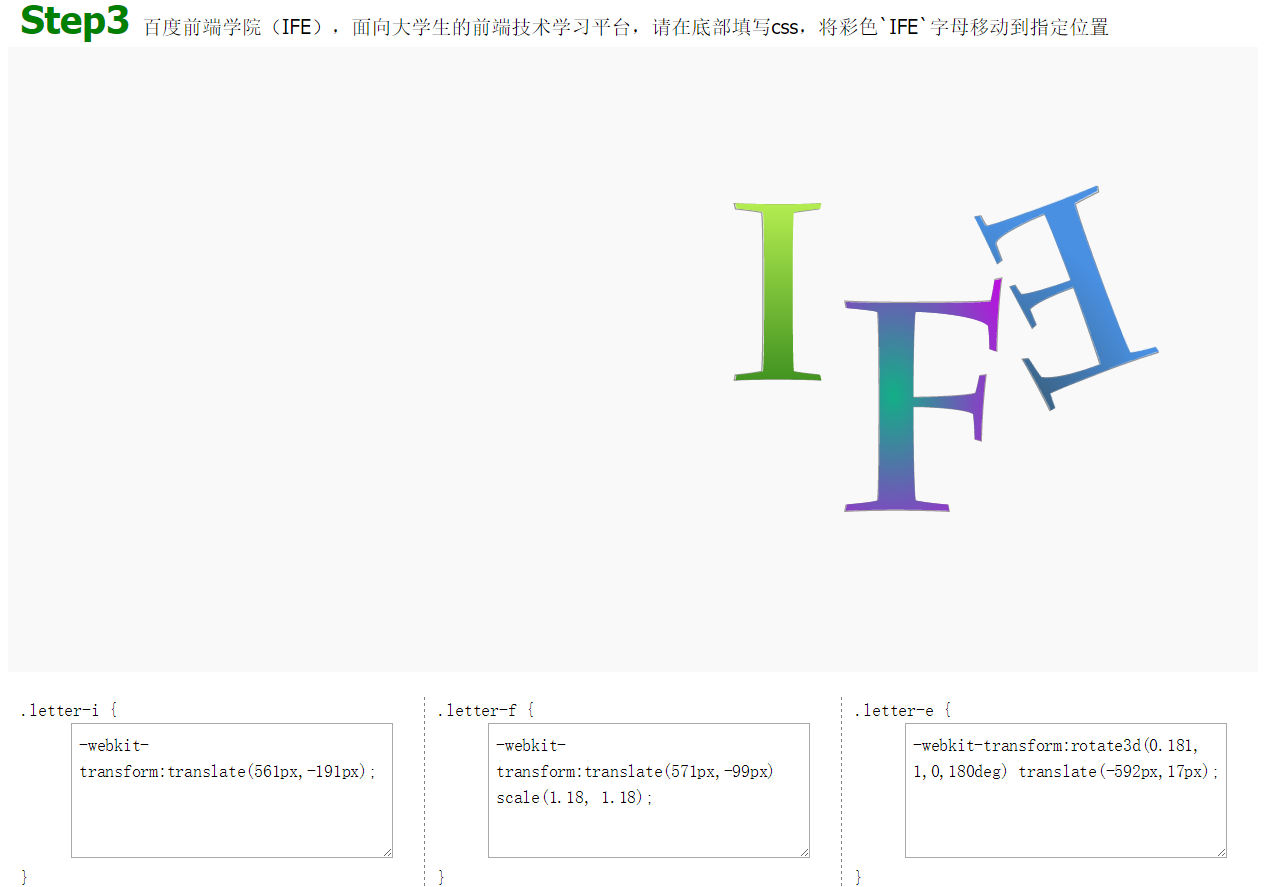 Step3 百度前端学院（IFE），面向大学生的前端技术学习平台，请在底部填写css，将彩色`IFE`字母移动到指定位置
I F E
.letter-i {
-webkit-
transform:translate(561px,-191px);
}
.letter-f {
-webkit-
transform:translate(571px,-99px)
scale(1.18, 1.18);
}
.letter-e {
-webkit-transform:rotate3d(0.181,
1,0,180deg) translate(-592px,17px);
}